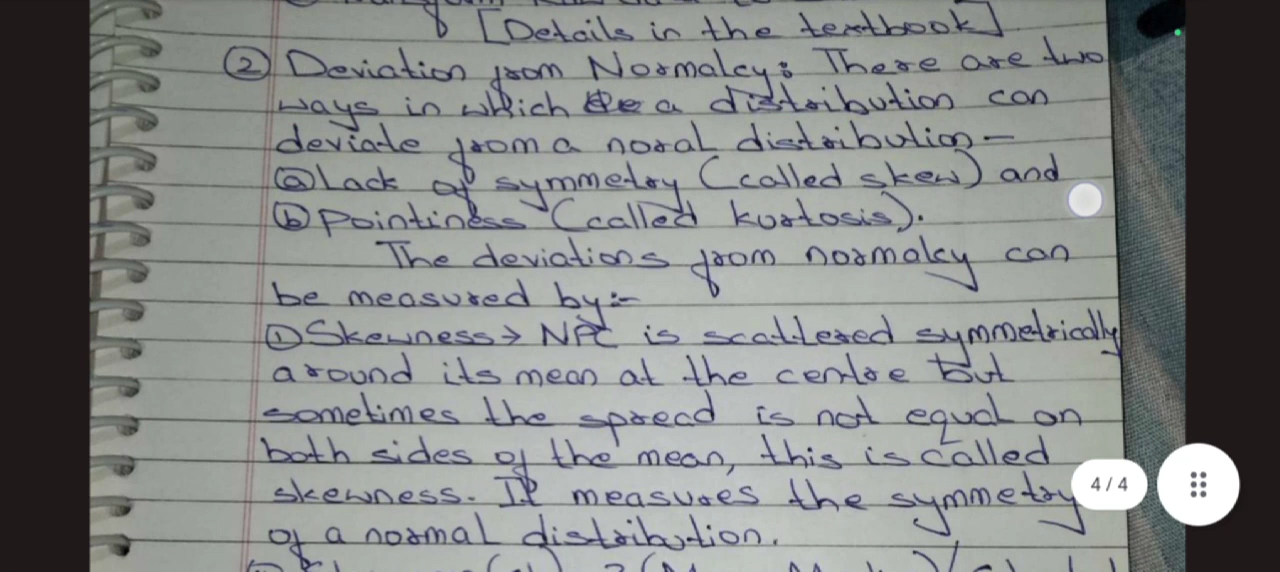 [Details in the textbook]
② Deviation from Normalcy: There are two
ways in which a distribution can
deviate from a noral distribution—
ⓐ Lack of symmetry (called skew) and
ⓑ Pointiness (called kurtosis).
The deviations from normalcy can
be measured by:-
① Skewness → NPC is scattered symmetrically
around its mean at the centre but
sometimes the spread is not equal on
both sides of the mean, this is called
skewness. It measures the symmetry
of a normal distribution.
4/4